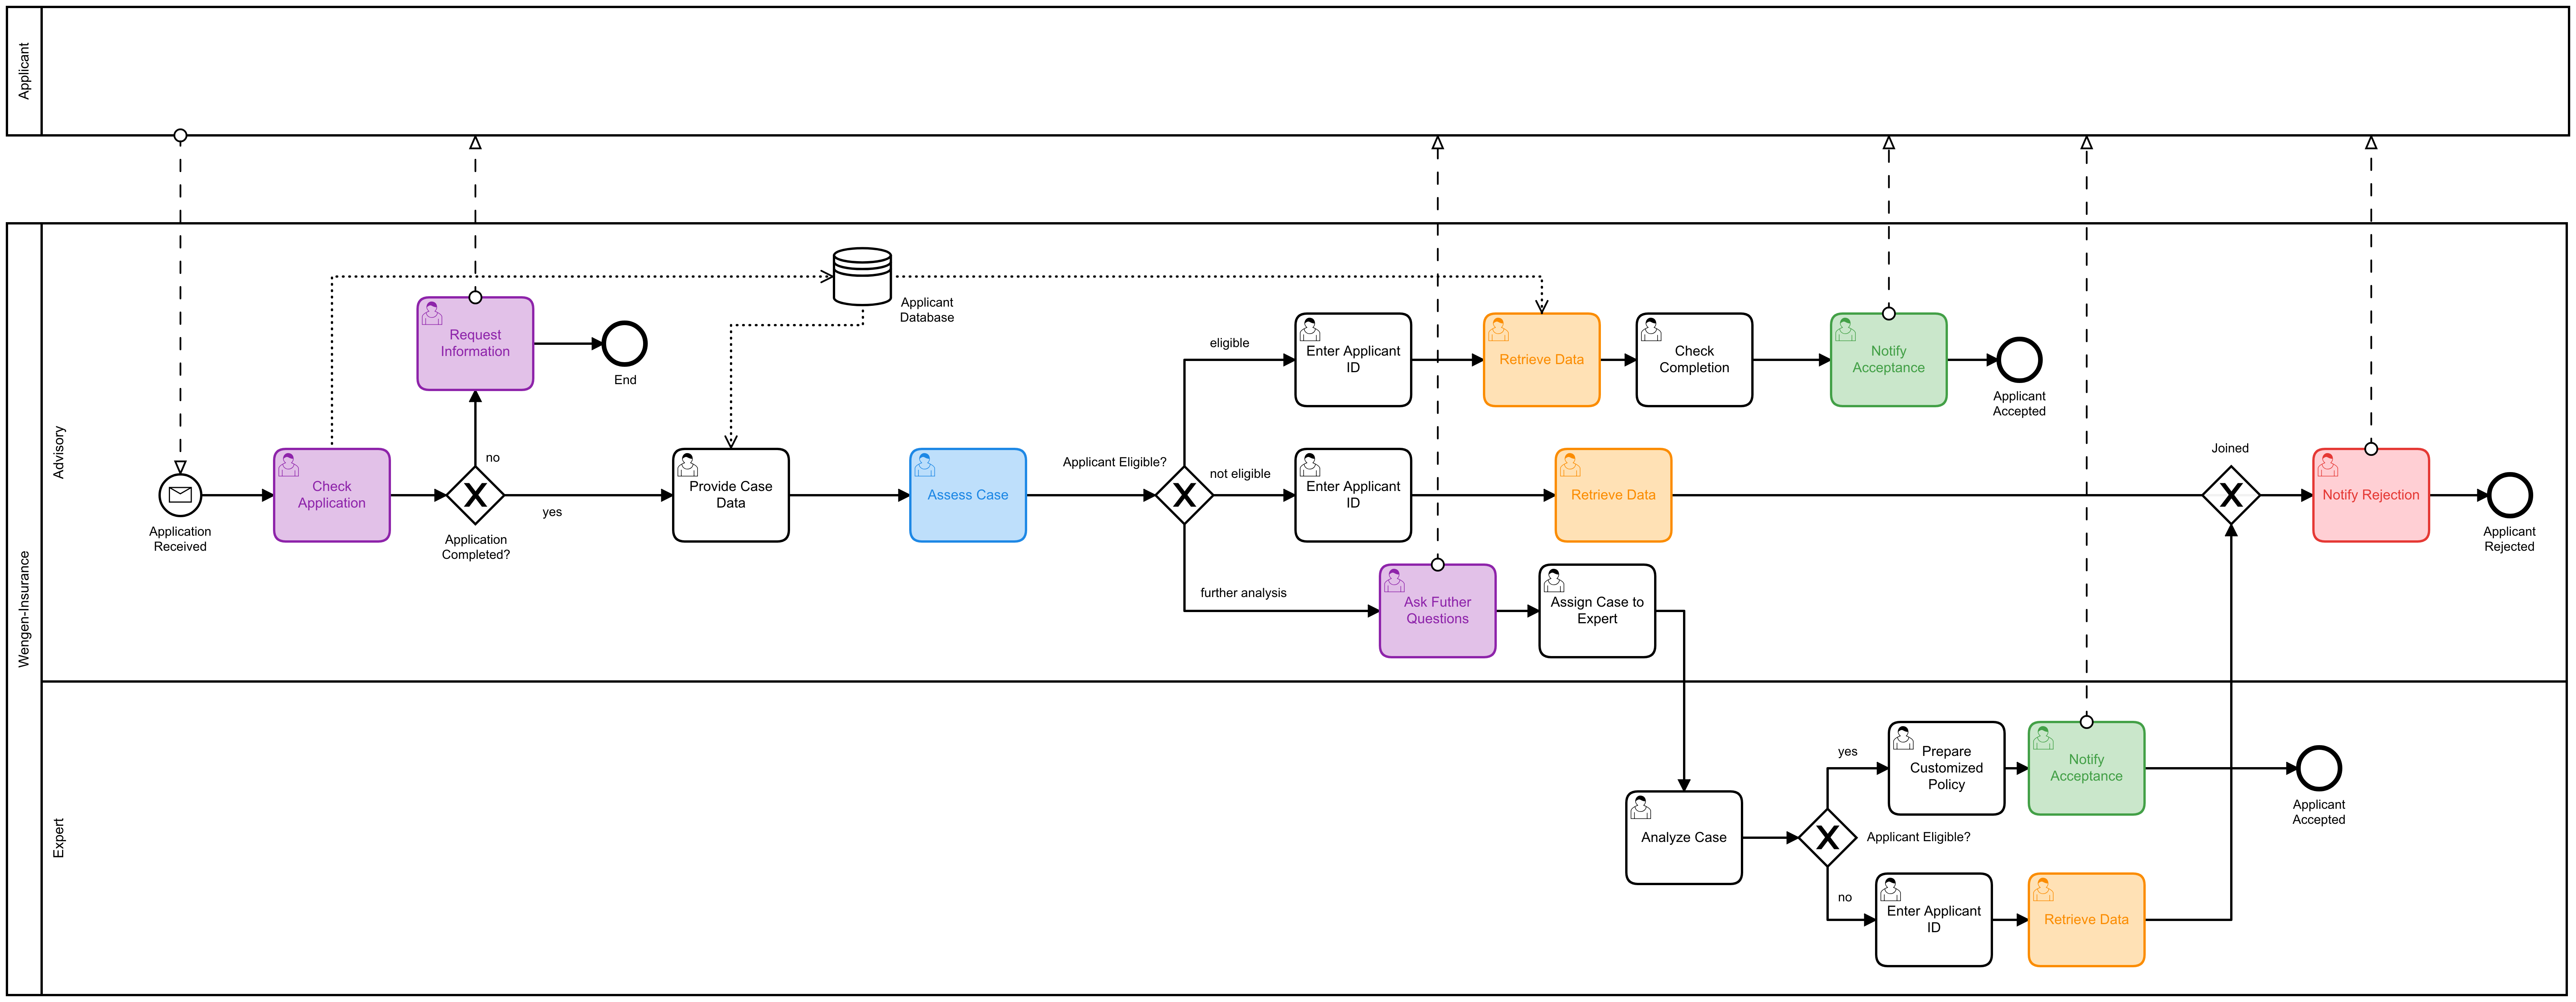 Applicant
Wengen-Insurance
Advisory
Expert
Application
Received
Check
Application
Application
Completed?
no
yes
Request
Information
End
Applicant
Database
Provide Case
Data
Assess Case
Applicant Eligible?
eligible
Enter Applicant
ID
Retrieve Data
Check
Completion
Notify
Acceptance
Applicant
Accepted
not eligible
Enter Applicant
ID
Retrieve Data
Joined
Notify Rejection
Applicant
Rejected
further analysis
Ask Futher
Questions
Assign Case to
Expert
Analyze Case
Applicant Eligible?
yes
Prepare
Customized
Policy
Notify
Acceptance
Applicant
Accepted
no
Enter Applicant
ID
Retrieve Data